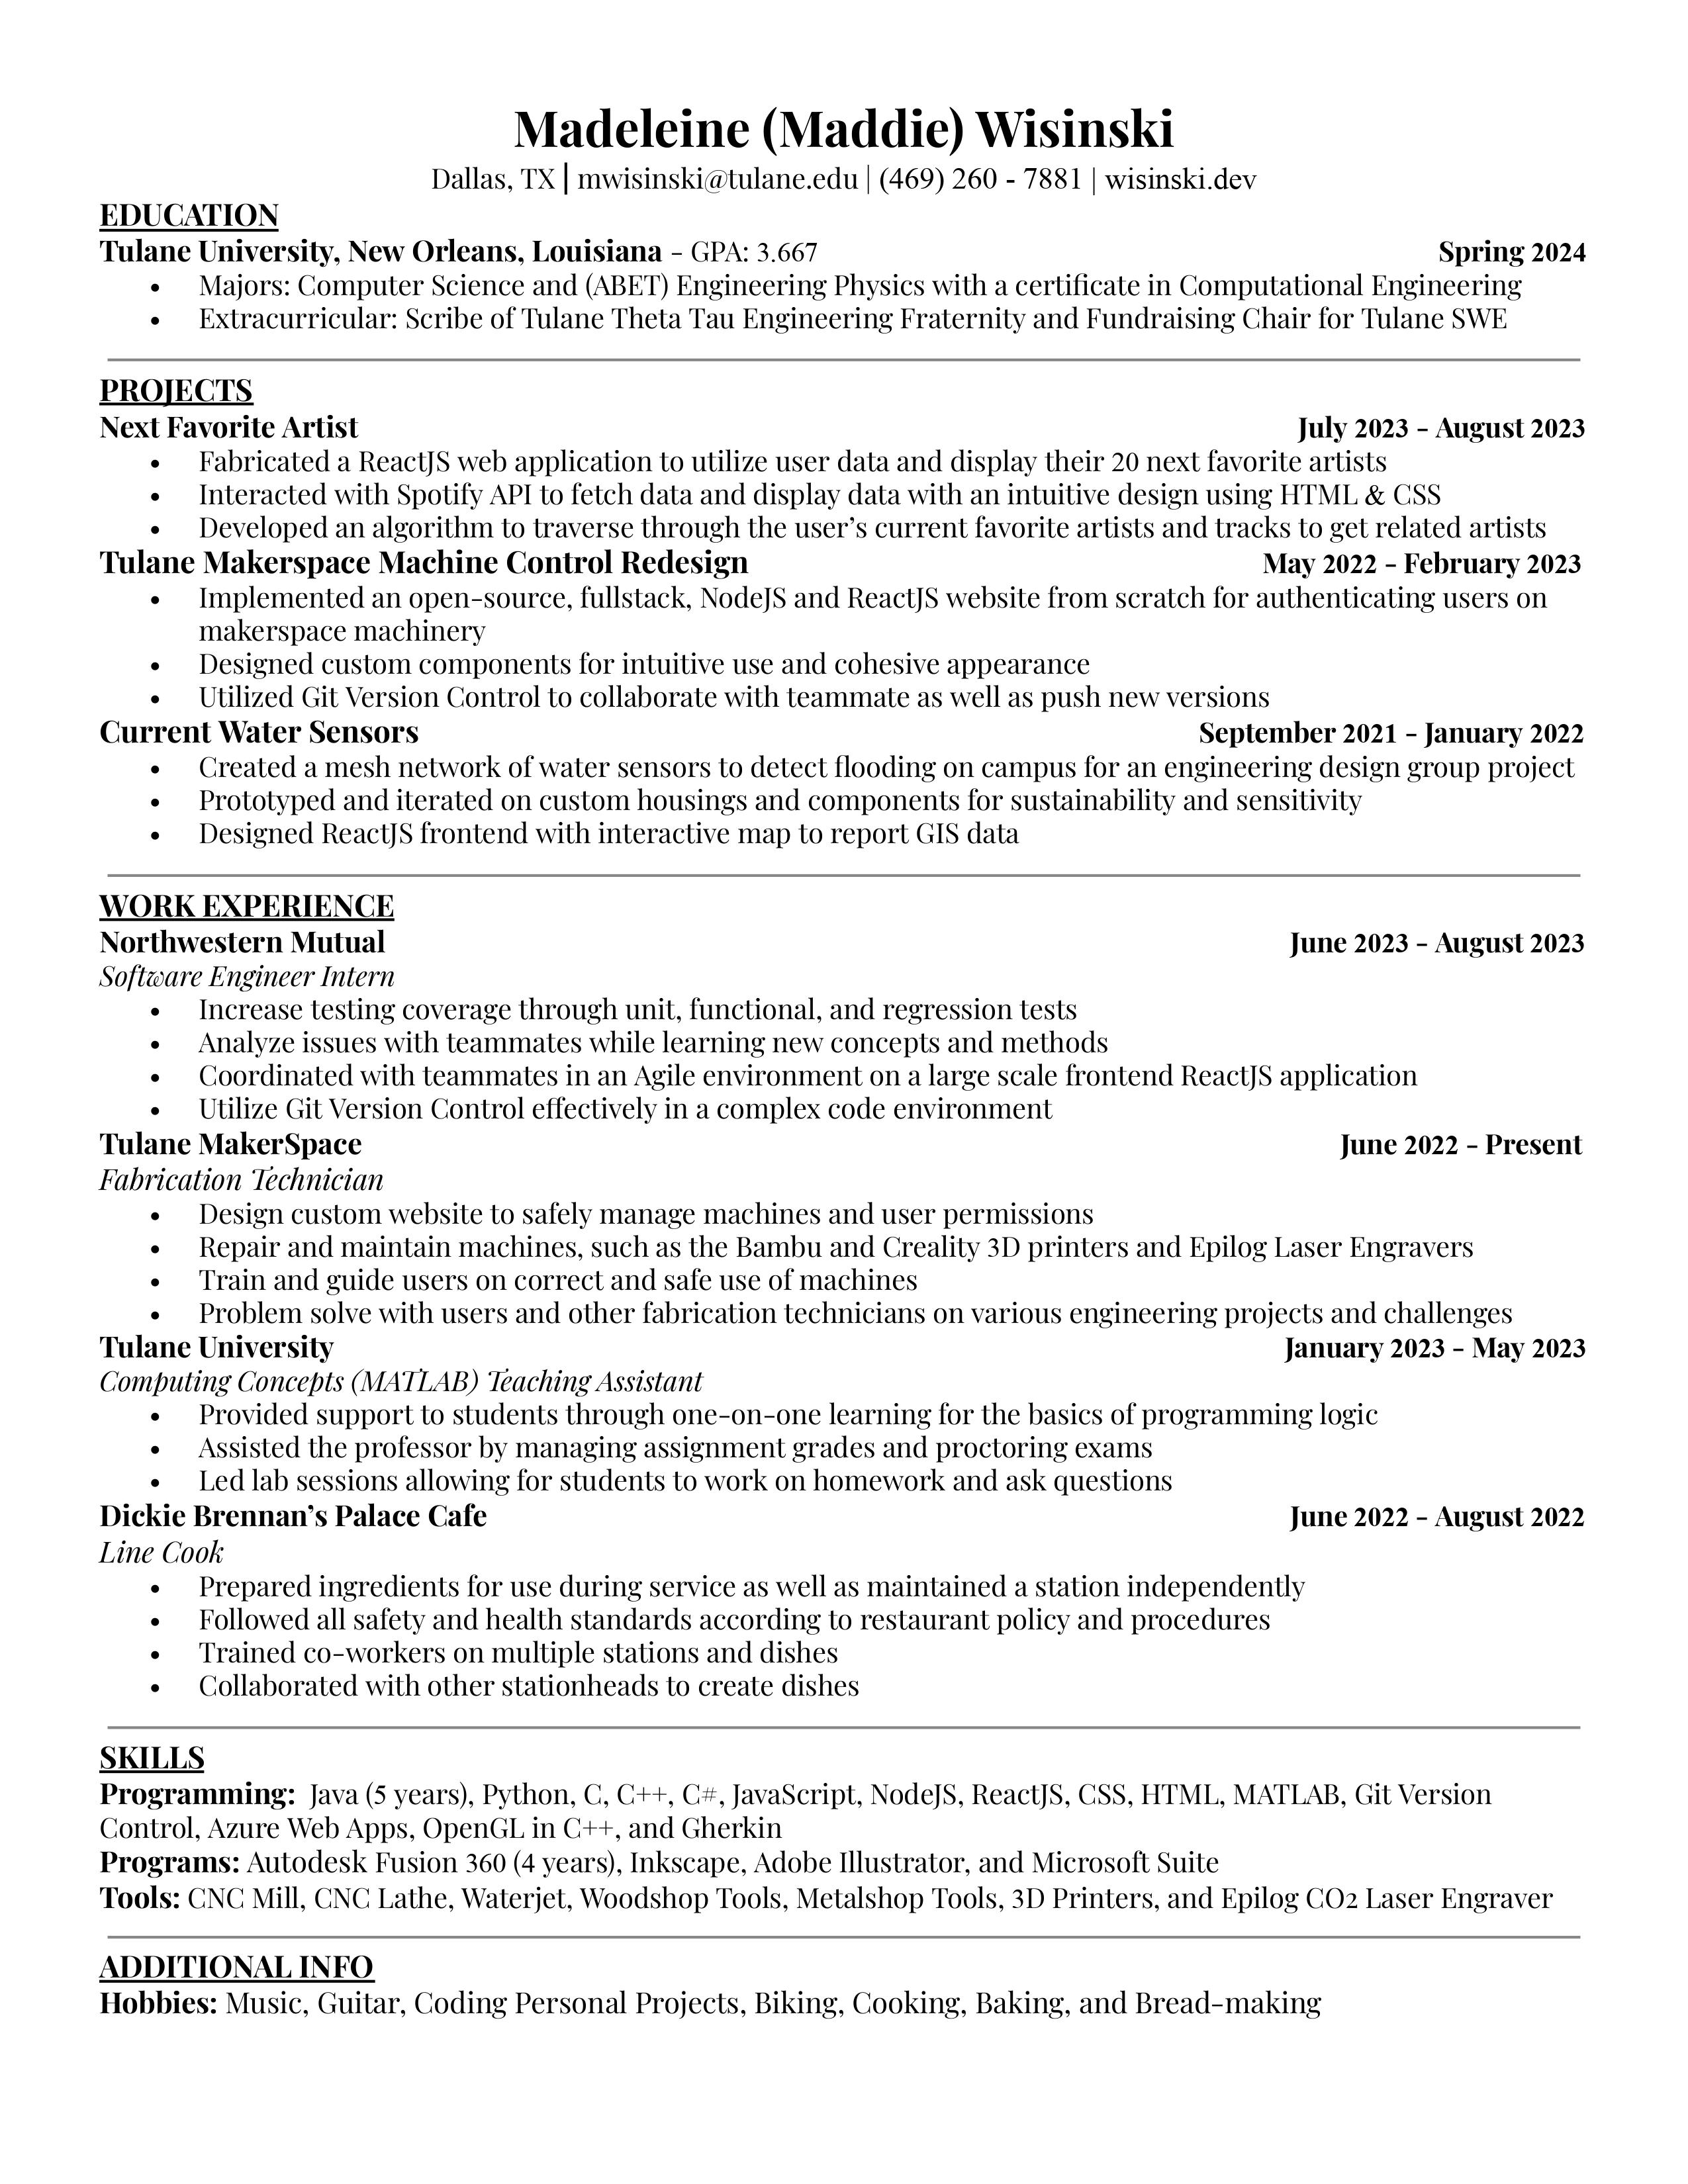 Madeleine (Maddie) Wisinski
Dallas, TX | mwisinski@tulane.edu | (469) 260 - 7881 | wisinski.dev
EDUCATION
Tulane University, New Orleans, Louisiana - GPA: 3.667 Spring 2024
• Majors: Computer Science and (ABET) Engineering Physics with a certificate in Computational Engineering
• Extracurricular: Scribe of Tulane Theta Tau Engineering Fraternity and Fundraising Chair for Tulane SWE
PROJECTS
Next Favorite Artist July 2023 - August 2023
• Fabricated a ReactJS web application to utilize user data and display their 20 next favorite artists
• Interacted with Spotify API to fetch data and display data with an intuitive design using HTML & CSS
• Developed an algorithm to traverse through the user’s current favorite artists and tracks to get related artists
Tulane Makerspace Machine Control Redesign May 2022 - February 2023
• Implemented an open-source, fullstack, NodeJS and ReactJS website from scratch for authenticating users on
makerspace machinery
• Designed custom components for intuitive use and cohesive appearance
• Utilized Git Version Control to collaborate with teammate as well as push new versions
Current Water Sensors September 2021 - January 2022
• Created a mesh network of water sensors to detect flooding on campus for an engineering design group project
• Prototyped and iterated on custom housings and components for sustainability and sensitivity
• Designed ReactJS frontend with interactive map to report GIS data
WORK EXPERIENCE
Northwestern Mutual June 2023 - August 2023
Software Engineer Intern
• Increase testing coverage through unit, functional, and regression tests
• Analyze issues with teammates while learning new concepts and methods
• Coordinated with teammates in an Agile environment on a large scale frontend ReactJS application
• Utilize Git Version Control effectively in a complex code environment
Tulane MakerSpace June 2022 - Present
Fabrication Technician
• Design custom website to safely manage machines and user permissions
• Repair and maintain machines, such as the Bambu and Creality 3D printers and Epilog Laser Engravers
• Train and guide users on correct and safe use of machines
• Problem solve with users and other fabrication technicians on various engineering projects and challenges
Tulane University January 2023 - May 2023
Computing Concepts (MATLAB) Teaching Assistant
• Provided support to students through one-on-one learning for the basics of programming logic
• Assisted the professor by managing assignment grades and proctoring exams
• Led lab sessions allowing for students to work on homework and ask questions
Dickie Brennan’s Palace Cafe June 2022 - August 2022
Line Cook
• Prepared ingredients for use during service as well as maintained a station independently
• Followed all safety and health standards according to restaurant policy and procedures
• Trained co-workers on multiple stations and dishes
• Collaborated with other stationheads to create dishes
SKILLS
Programming: Java (5 years), Python, C, C++, C#, JavaScript, NodeJS, ReactJS, CSS, HTML, MATLAB, Git Version
Control, Azure Web Apps, OpenGL in C++, and Gherkin
Programs: Autodesk Fusion 360 (4 years), Inkscape, Adobe Illustrator, and Microsoft Suite
Tools: CNC Mill, CNC Lathe, Waterjet, Woodshop Tools, Metalshop Tools, 3D Printers, and Epilog CO2 Laser Engraver
ADDITIONAL INFO
Hobbies: Music, Guitar, Coding Personal Projects, Biking, Cooking, Baking, and Bread-making